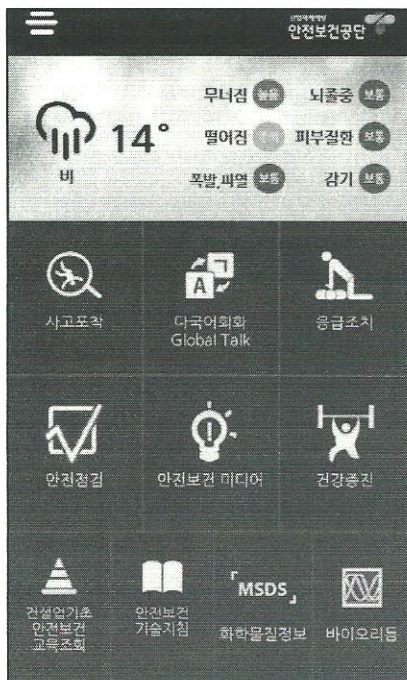 산업재해예방
안전보건공단
무너짐 높음 뇌졸중 보통
14° 떨어짐 피부질환 보통
비
폭발,파열 보통 감기 보통
사고포착
다국어회화
Global Talk
응급조치
ㄱ
A
안전점검
안전보건 미디어
건강증진
건설업기초
안전보건
교육조회
안전보건
기술지침
「MSDS」
화학물질정보
바이오리듬